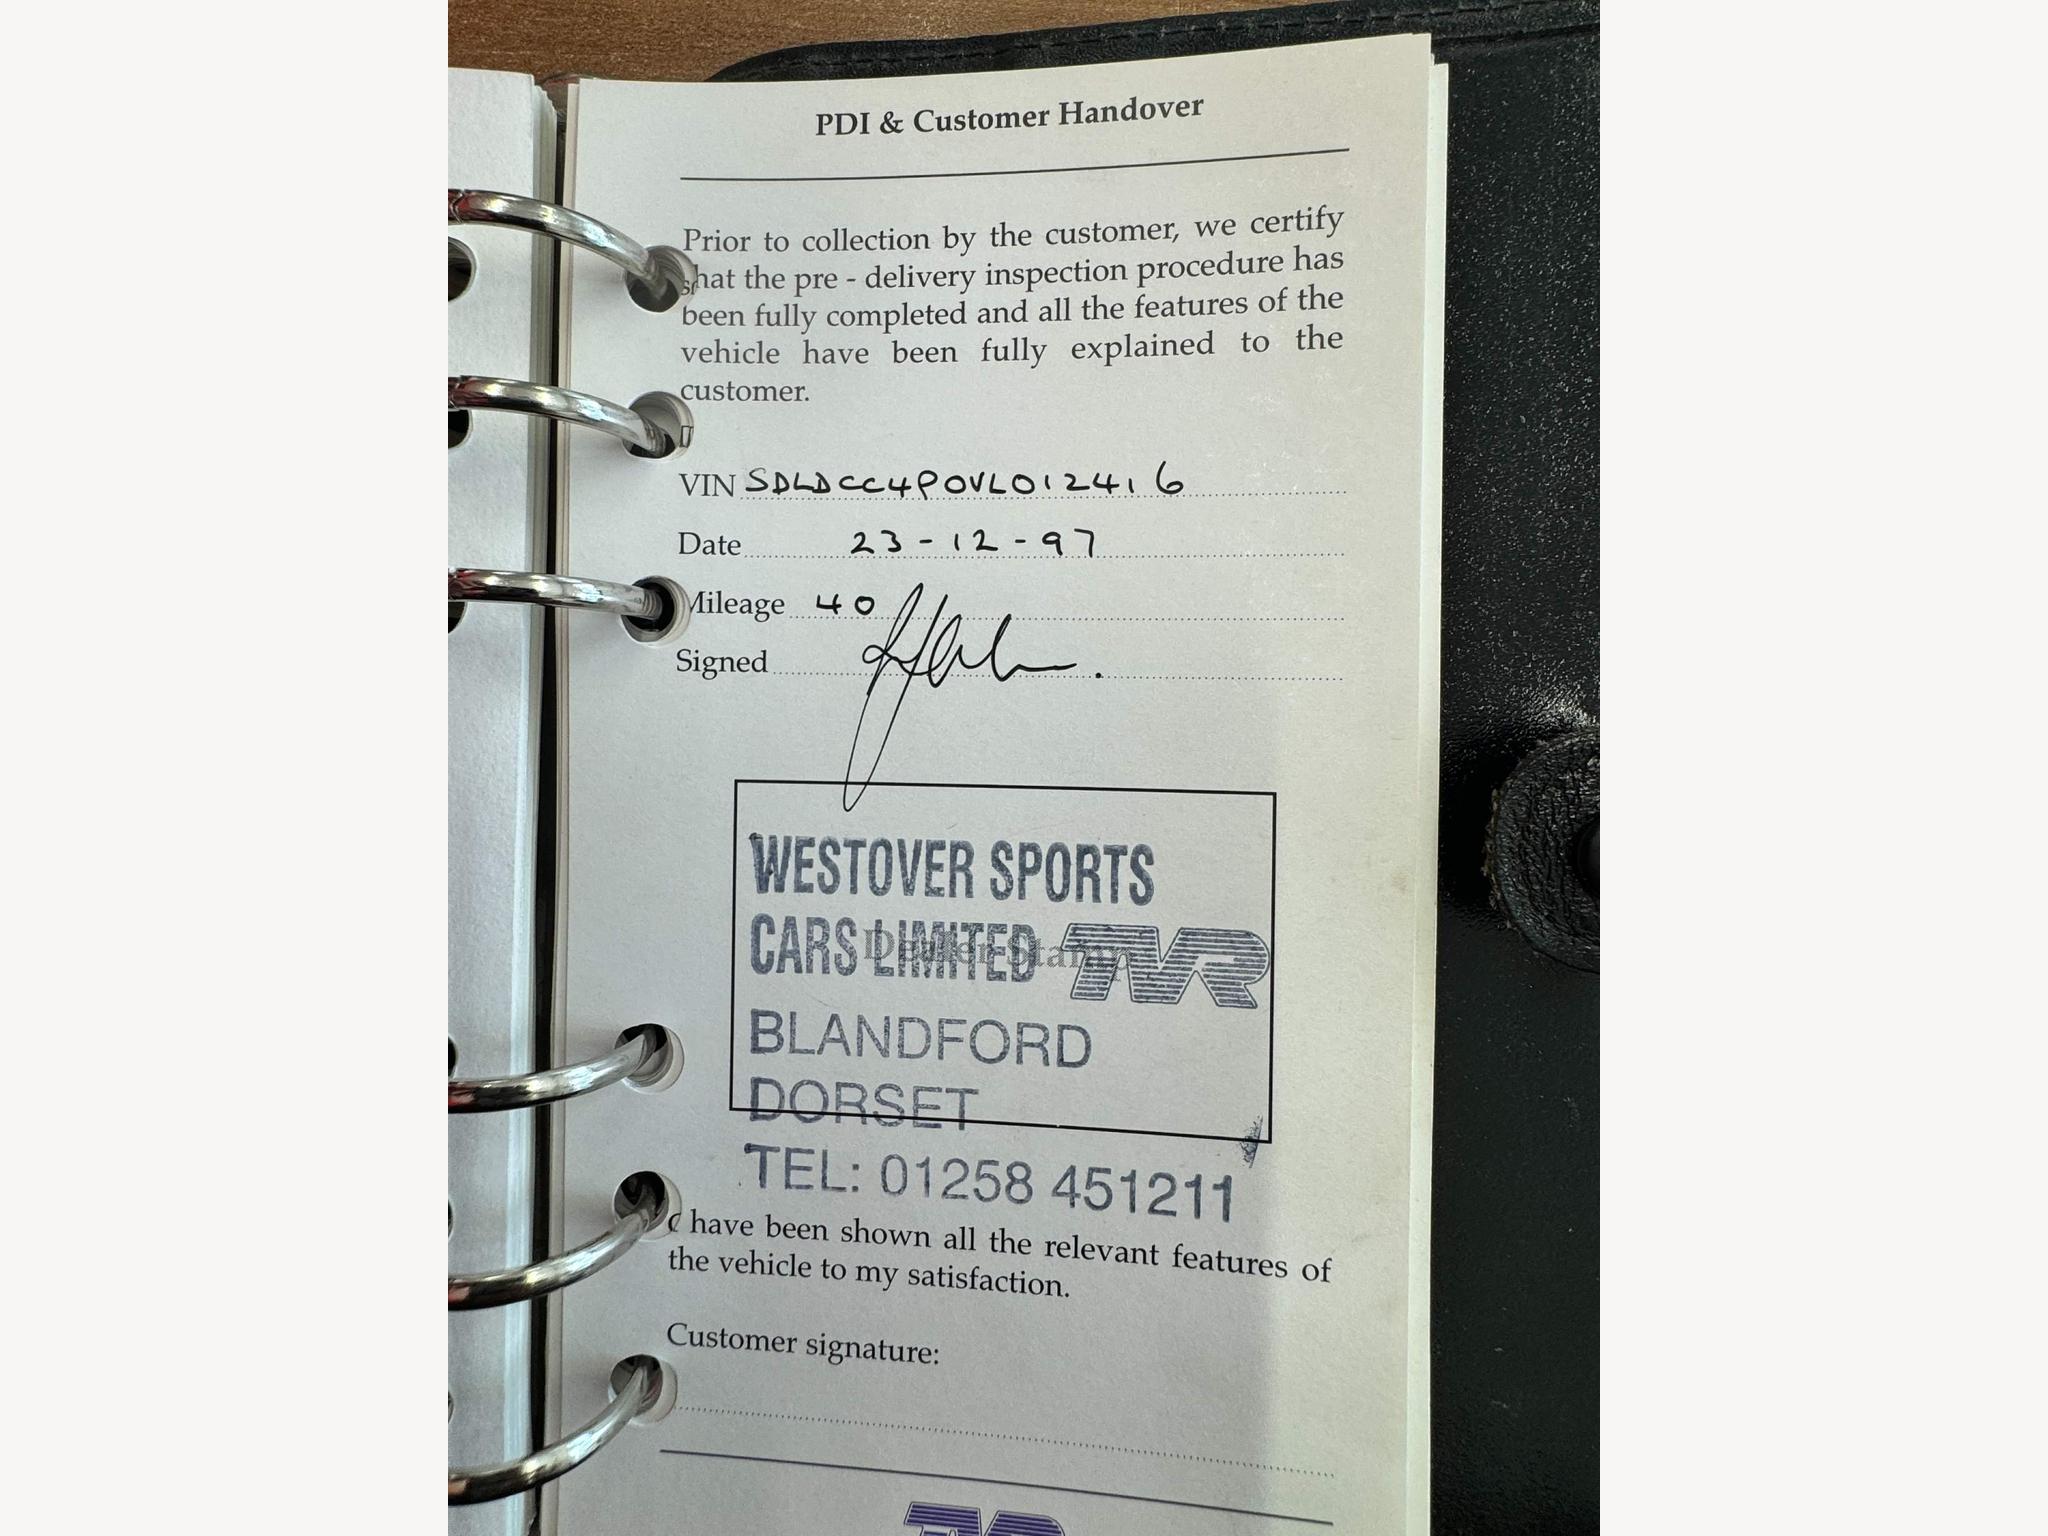 PDI & Customer Handover
Prior to collection by the customer, we certify
that the pre - delivery inspection procedure has
been fully completed and all the features of the
vehicle have been fully explained to the
customer.
VIN SDLDCC4P0VL012416
Date 23-12-97
Mileage 40
Signed
WESTOVER SPORTS
CARS LIMITED TVR
Dealer Stamp
BLANDFORD
DORSET
TEL: 01258 451211
I have been shown all the relevant features of
the vehicle to my satisfaction.
Customer signature:
TVR